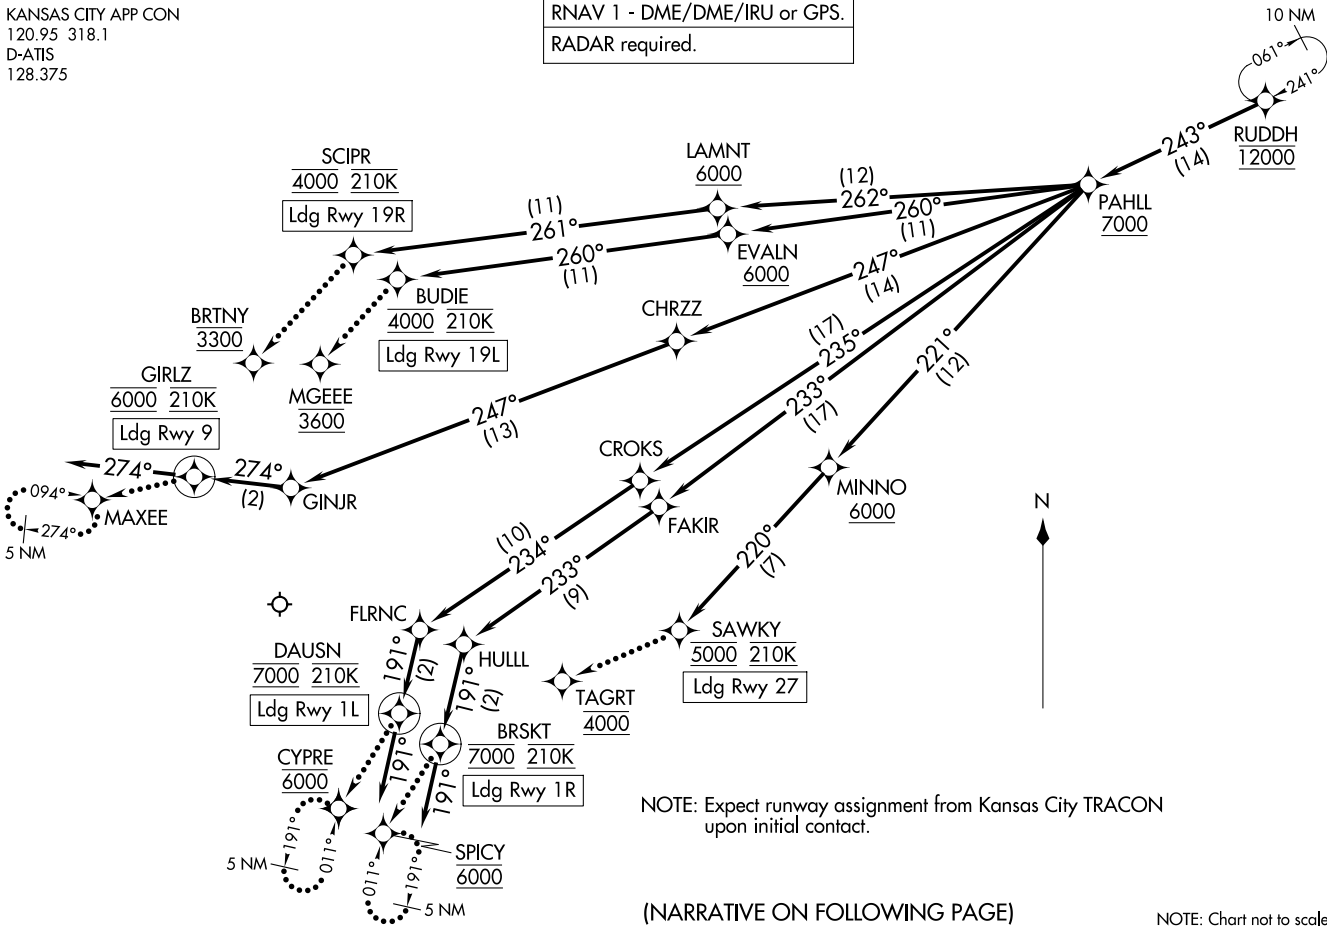 KANSAS CITY APP CON
120.95 318.1
D-ATIS
128.375
RNAV 1 - DME/DME/IRU or GPS.
RADAR required.
10 NM
061°
241°
RUDDH
12000
243°
(14)
PAHLL
7000
LAMNT
6000
(12)
262°
260°
(11)
EVALN
6000
SCIPR
4000 210K
Ldg Rwy 19R
(11)
261°
260°
(11)
BUDIE
4000 210K
Ldg Rwy 19L
BRTNY
3300
MGEEE
3600
247°
(14)
CHRZZ
247°
(13)
GIRLZ
6000 210K
Ldg Rwy 9
274°
274°
(2)
GINJR
094°
274°
MAXEE
5 NM
(17)
235°
233°
(17)
221°
(12)
CROKS
FAKIR
MINNO
6000
(10)
234°
233°
(9)
220°
(7)
FLRNC
191°
(2)
HULLL
191°
(2)
SAWKY
5000 210K
Ldg Rwy 27
TAGRT
4000
DAUSN
7000 210K
Ldg Rwy 1L
191°
BRSKT
7000 210K
Ldg Rwy 1R
191°
CYPRE
6000
191°
011°
5 NM
SPICY
6000
011°
191°
5 NM
N
NOTE: Expect runway assignment from Kansas City TRACON
upon initial contact.
(NARRATIVE ON FOLLOWING PAGE)
NOTE: Chart not to scale